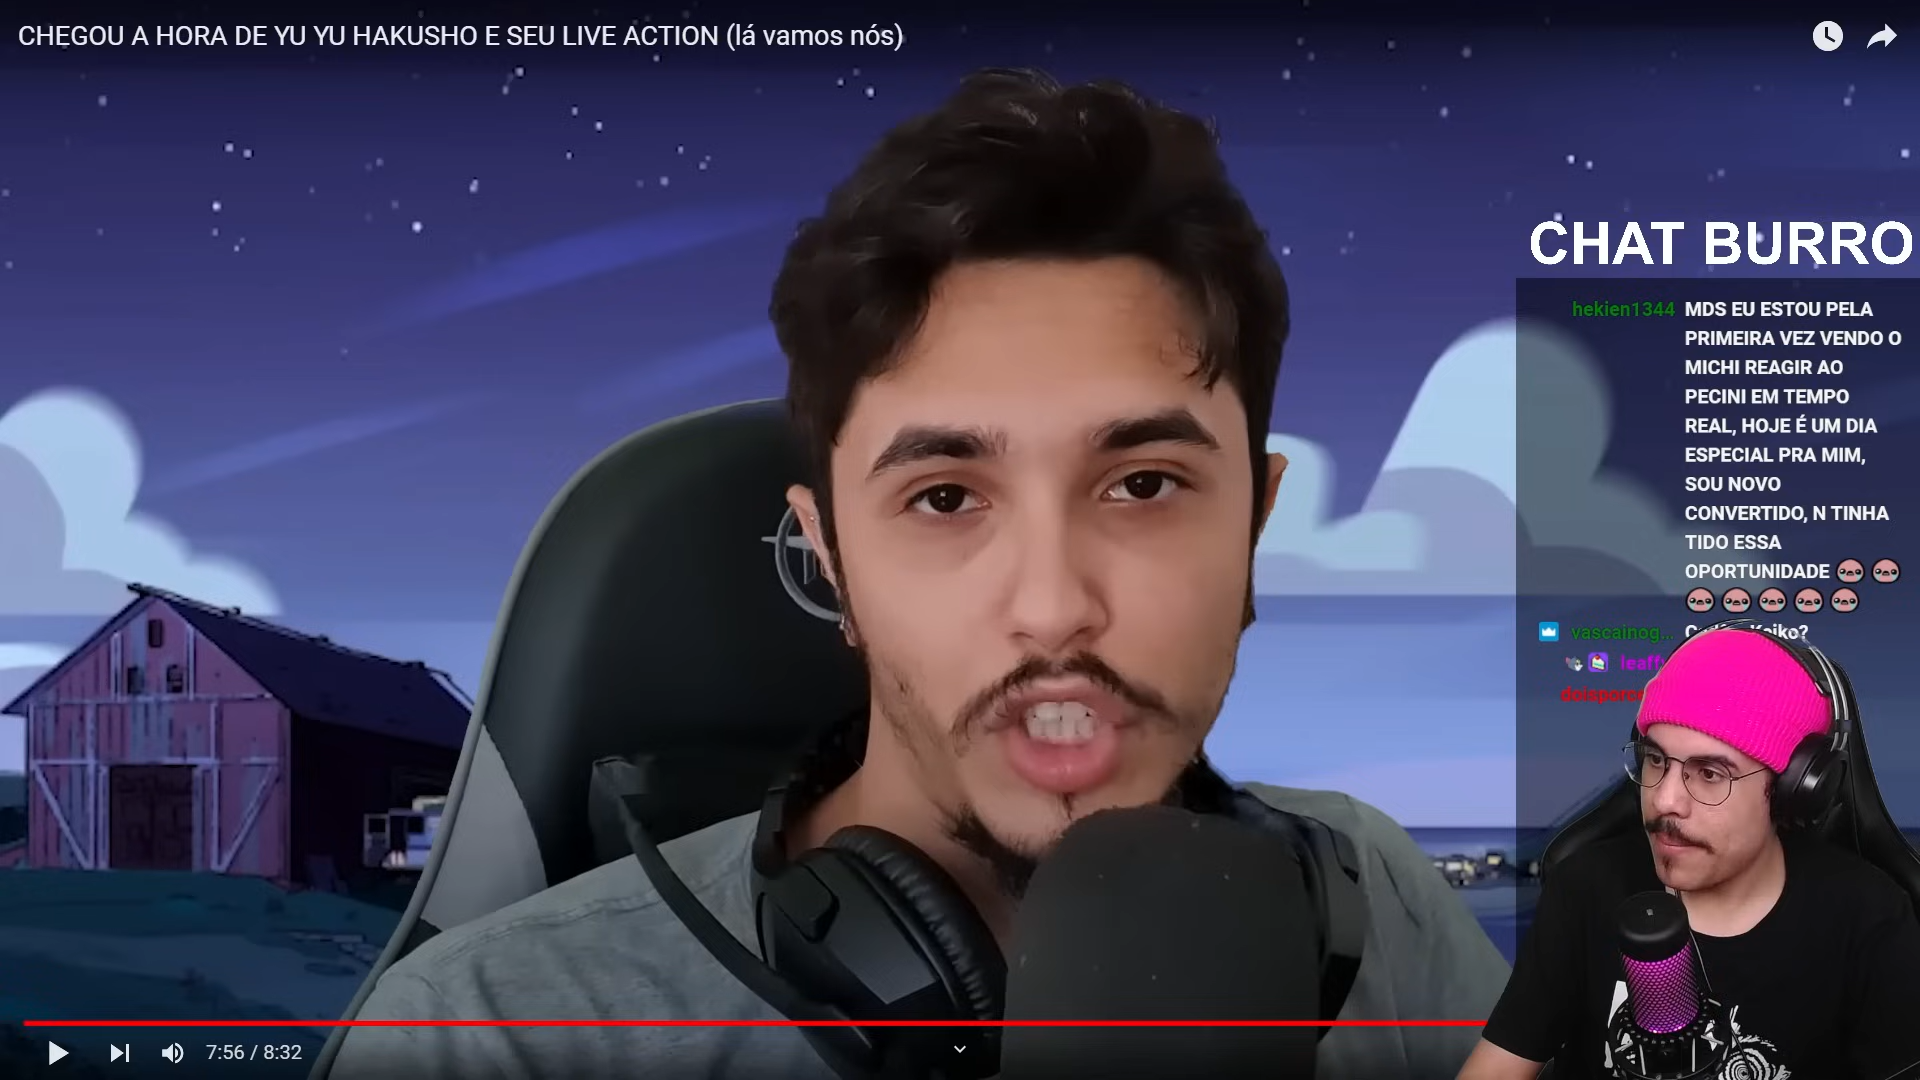 CHEGOU A HORA DE YU YU HAKUSHO E SEU LIVE ACTION (lá vamos nós)
CHAT BURRO
hekien1344 MDS EU ESTOU PELA
PRIMEIRA VEZ VENDO O
MICHI REAGIR AO
PECINI EM TEMPO
REAL, HOJE É UM DIA
ESPECIAL PRA MIM,
SOU NOVO
CONVERTIDO, N TINHA
TIDO ESSA
OPORTUNIDADE
vascainog...
7:56 / 8:32